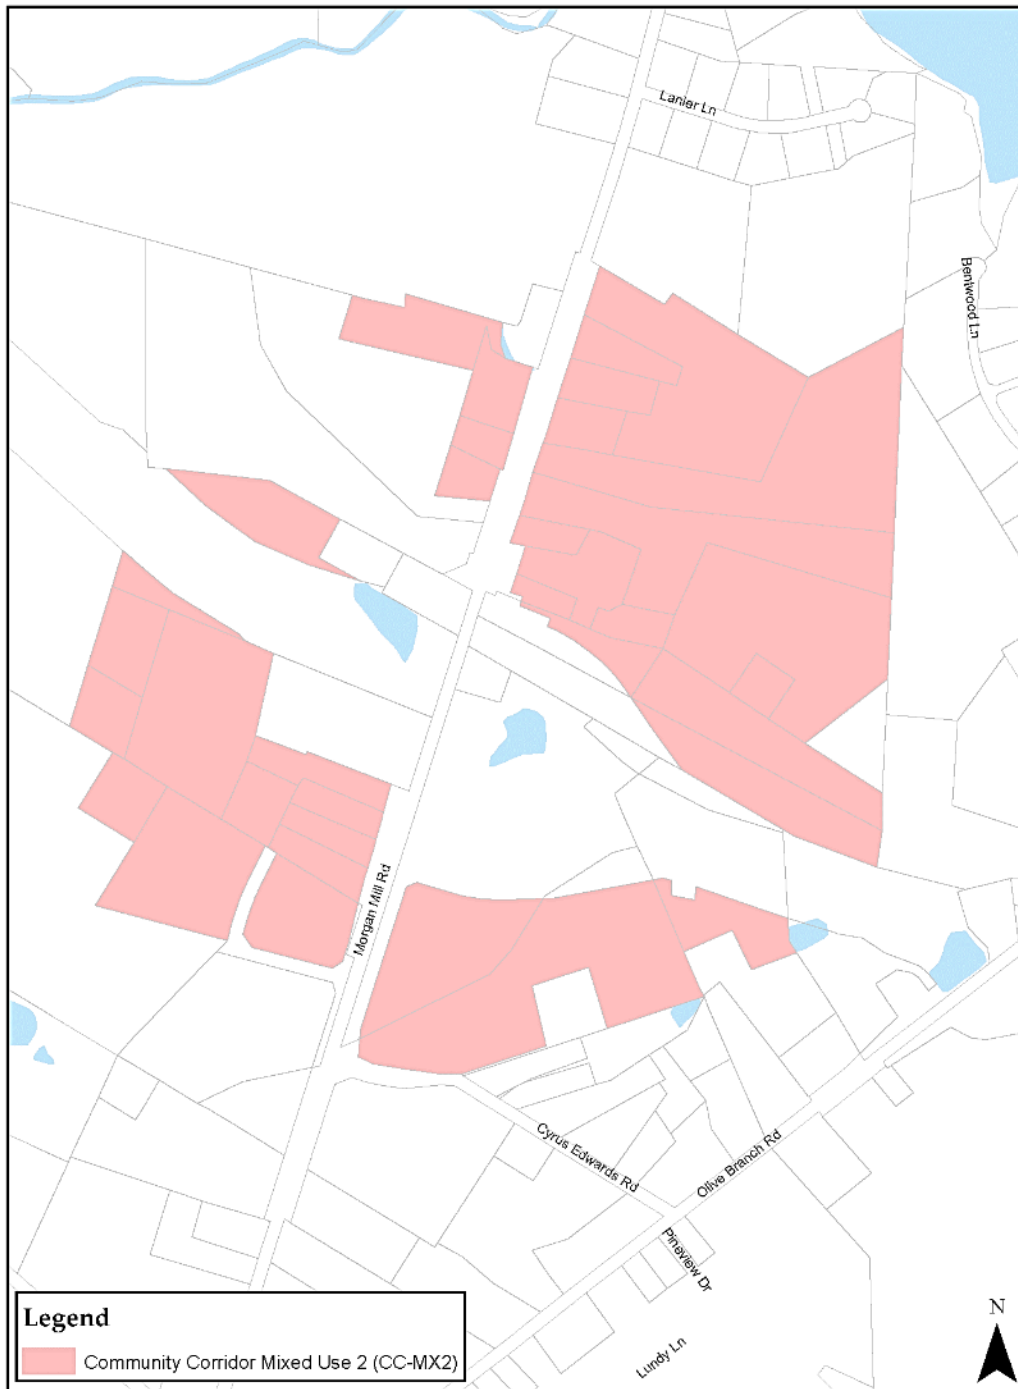 Lanier Ln
Bentwood Ln
Morgan Mill Rd
Cyrus Edwards Rd
Olive Branch Rd
Pineview Dr
Lundy Ln
N
Legend
Community Corridor Mixed Use 2 (CC-MX2)